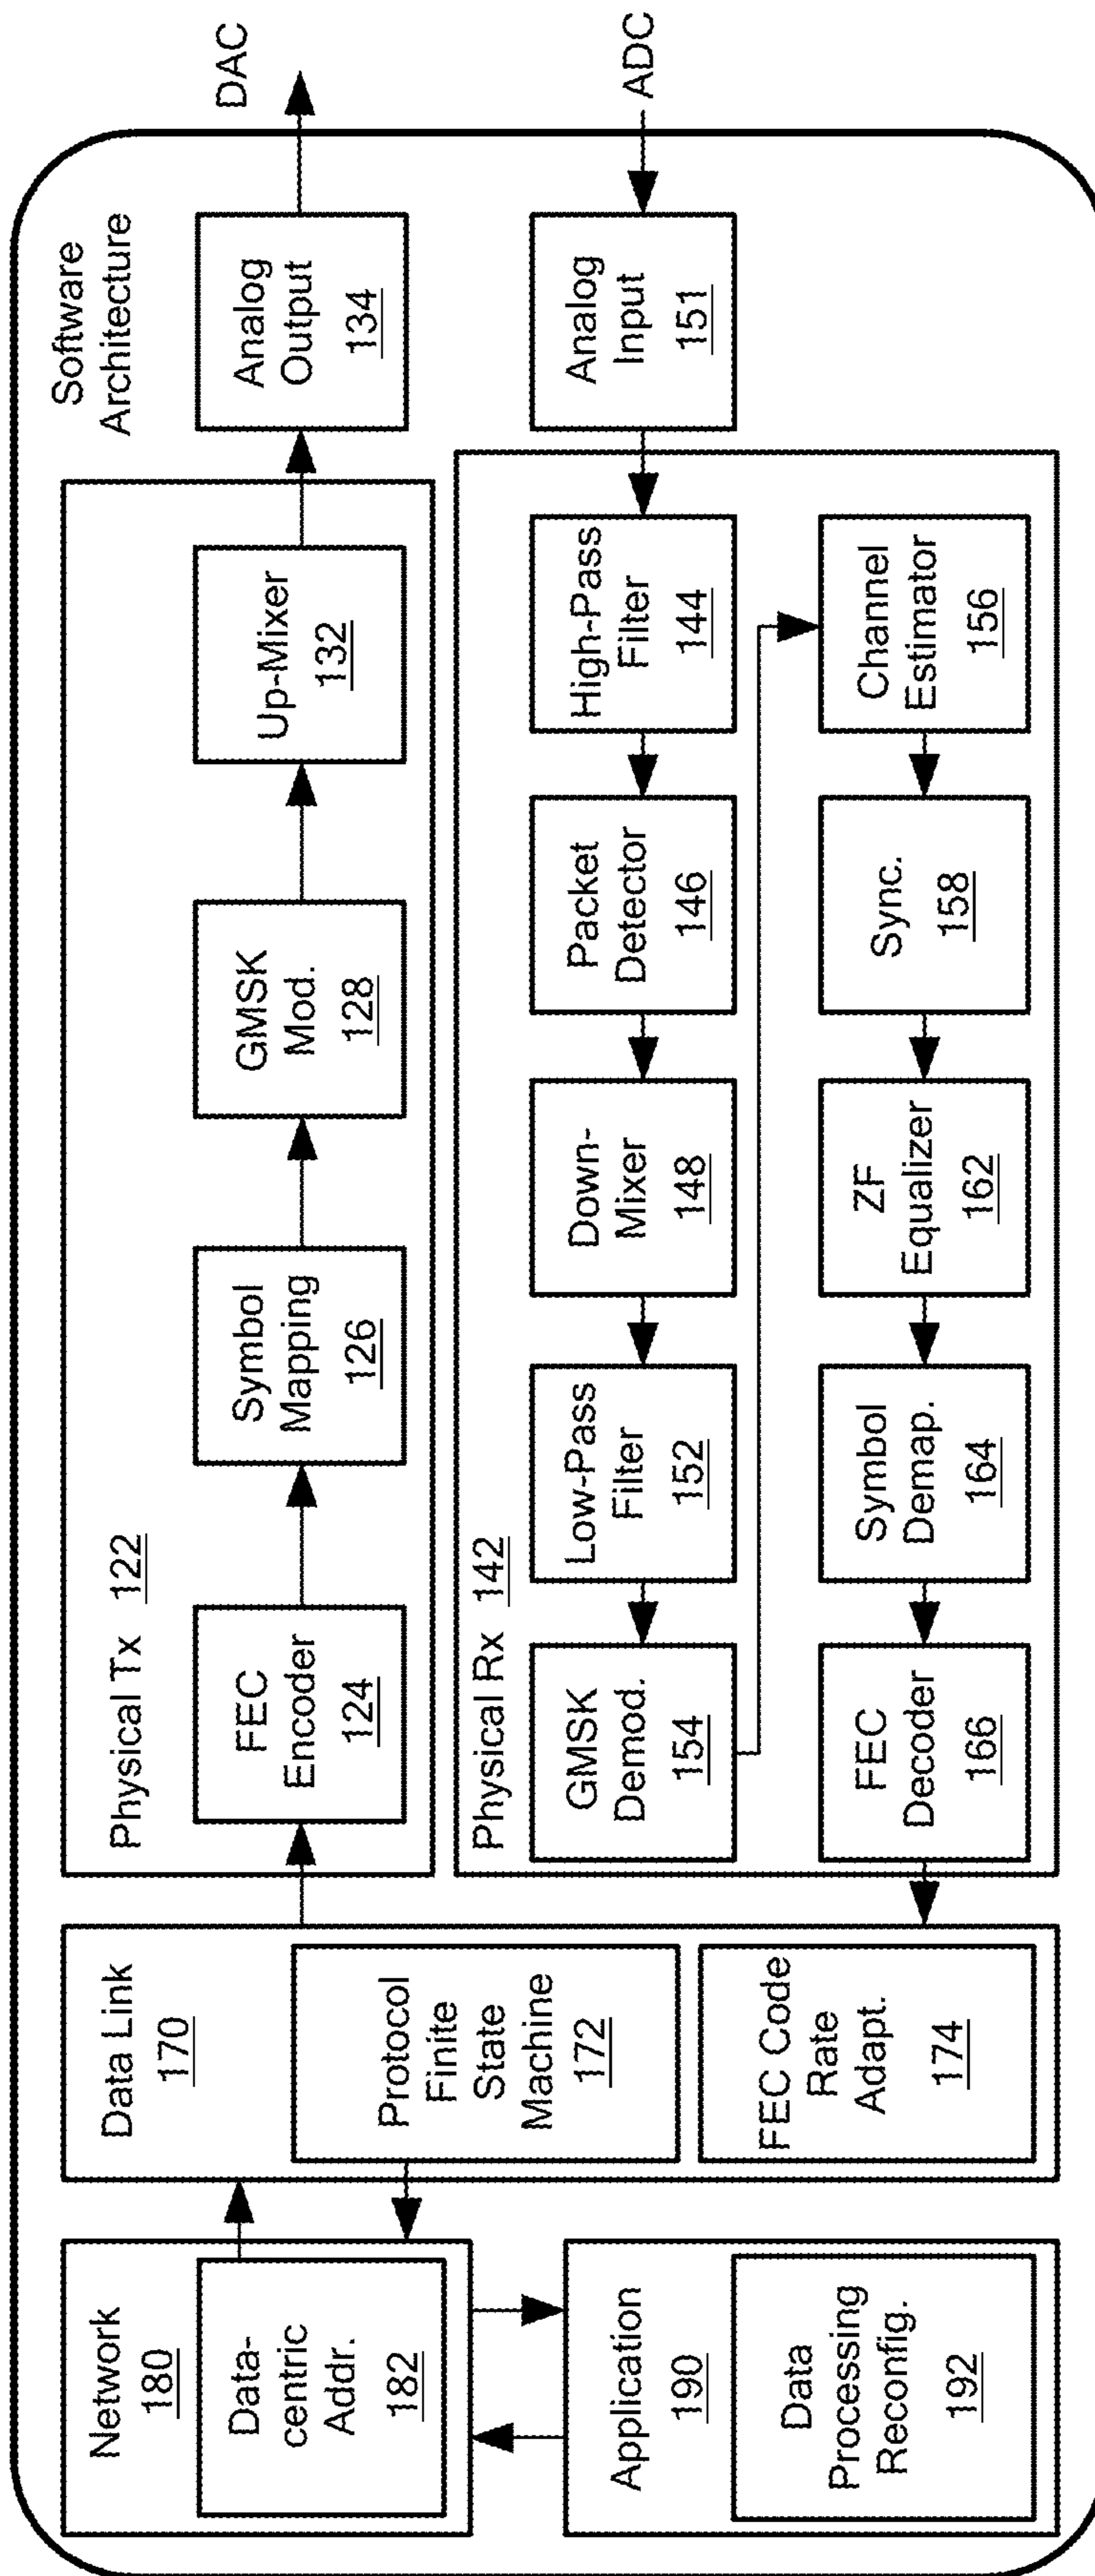 Software
Architecture
DAC
ADC
Network
180
Data-
centric
Addr.
182
Application
190
Data
Processing
Reconfig.
192
Data Link
170
Protocol
Finite
State
Machine
172
FEC Code
Rate
Adapt.
174
Physical Tx 122
FEC
Encoder
124
Symbol
Mapping
126
GMSK
Mod.
128
Up-Mixer
132
Analog
Output
134
Physical Rx 142
GMSK
Demod.
154
Low-Pass
Filter
152
Down-
Mixer
148
Packet
Detector
146
High-Pass
Filter
144
Analog
Input
151
FEC
Decoder
166
Symbol
Demap.
164
ZF
Equalizer
162
Sync.
158
Channel
Estimator
156